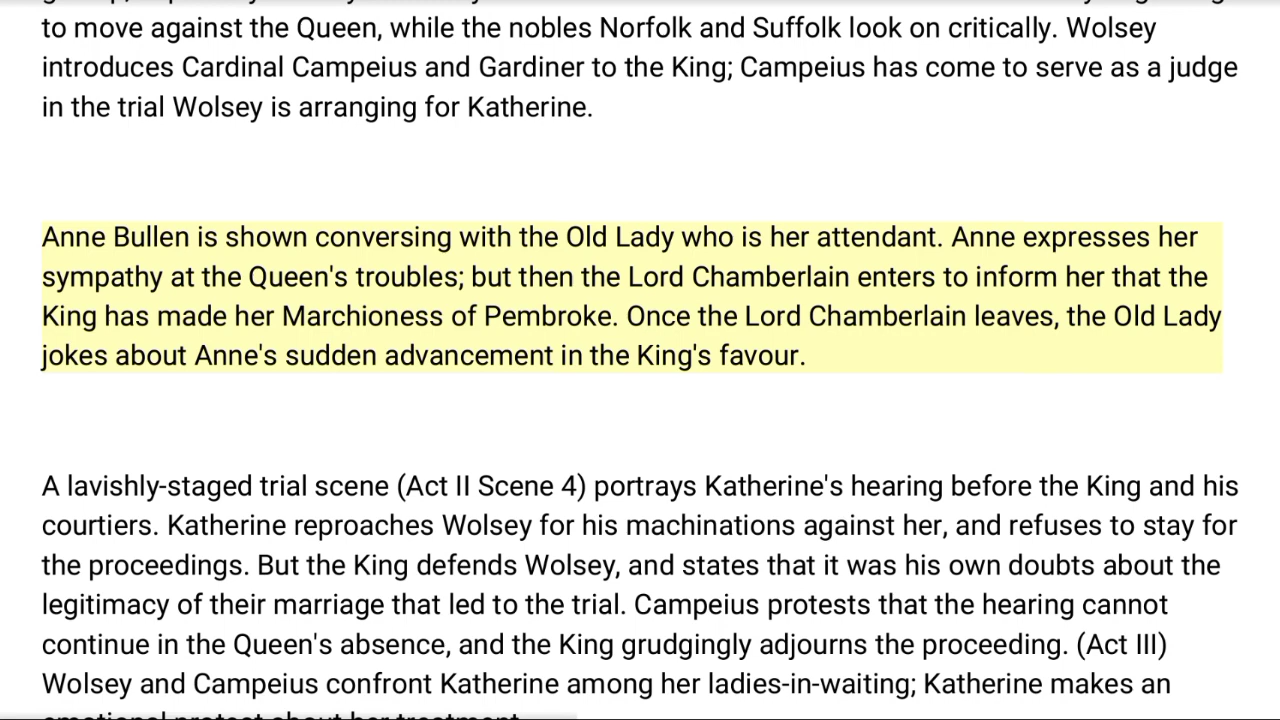 to move against the Queen, while the nobles Norfolk and Suffolk look on critically. Wolsey
introduces Cardinal Campeius and Gardiner to the King; Campeius has come to serve as a judge
in the trial Wolsey is arranging for Katherine.
Anne Bullen is shown conversing with the Old Lady who is her attendant. Anne expresses her
sympathy at the Queen's troubles; but then the Lord Chamberlain enters to inform her that the
King has made her Marchioness of Pembroke. Once the Lord Chamberlain leaves, the Old Lady
jokes about Anne's sudden advancement in the King's favour.
A lavishly-staged trial scene (Act II Scene 4) portrays Katherine's hearing before the King and his
courtiers. Katherine reproaches Wolsey for his machinations against her, and refuses to stay for
the proceedings. But the King defends Wolsey, and states that it was his own doubts about the
legitimacy of their marriage that led to the trial. Campeius protests that the hearing cannot
continue in the Queen's absence, and the King grudgingly adjourns the proceeding. (Act III)
Wolsey and Campeius confront Katherine among her ladies-in-waiting; Katherine makes an
emotional protest about her treatment.